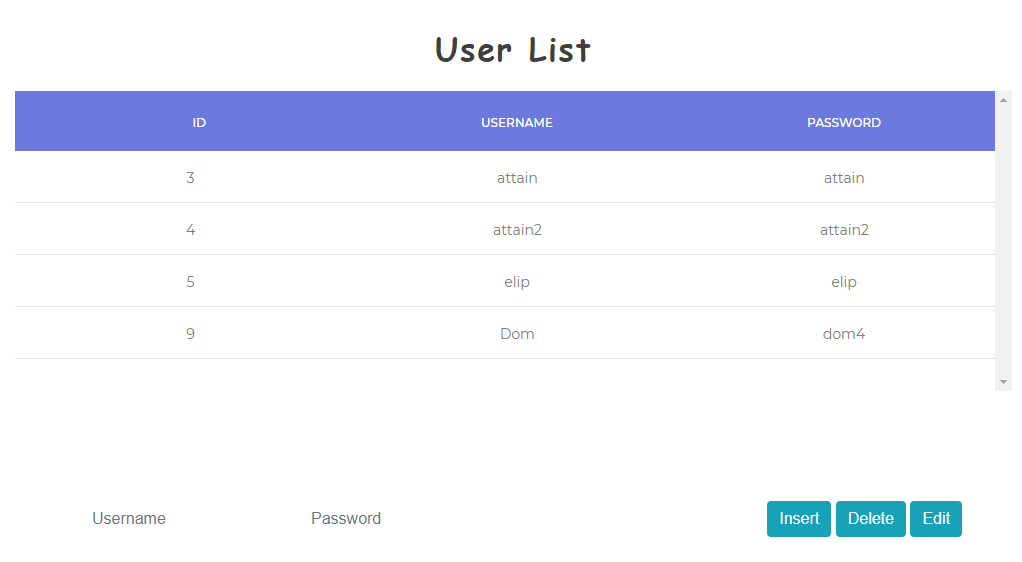 User List
ID USERNAME PASSWORD
3 attain attain
4 attain2 attain2
5 elip elip
9 Dom dom4
Username Password Insert Delete Edit